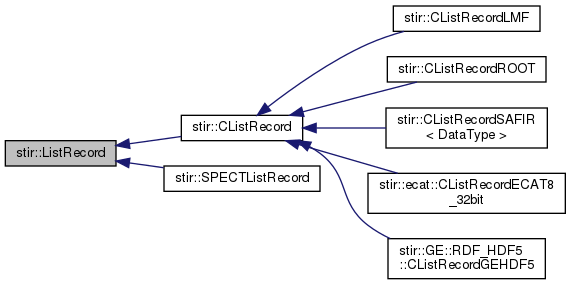 stir::CListRecordLMF
stir::CListRecordROOT
stir::CListRecordSAFIR
< DataType >
stir::CListRecord
stir::ListRecord
stir::SPECTListRecord
stir::ecat::CListRecordECAT8
_32bit
stir::GE::RDF_HDF5
::CListRecordGEHDF5